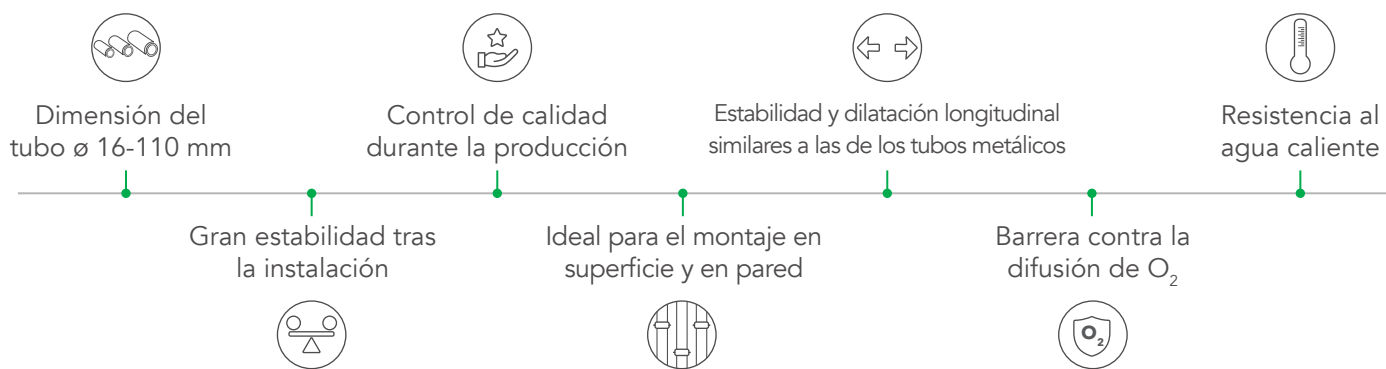 Dimensión del
tubo ø 16-110 mm
Control de calidad
durante la producción
Estabilidad y dilatación longitudinal
similares a las de los tubos metálicos
Resistencia al
agua caliente
Gran estabilidad tras
la instalación
Ideal para el montaje en
superficie y en pared
Barrera contra la
difusión de O₂
O₂